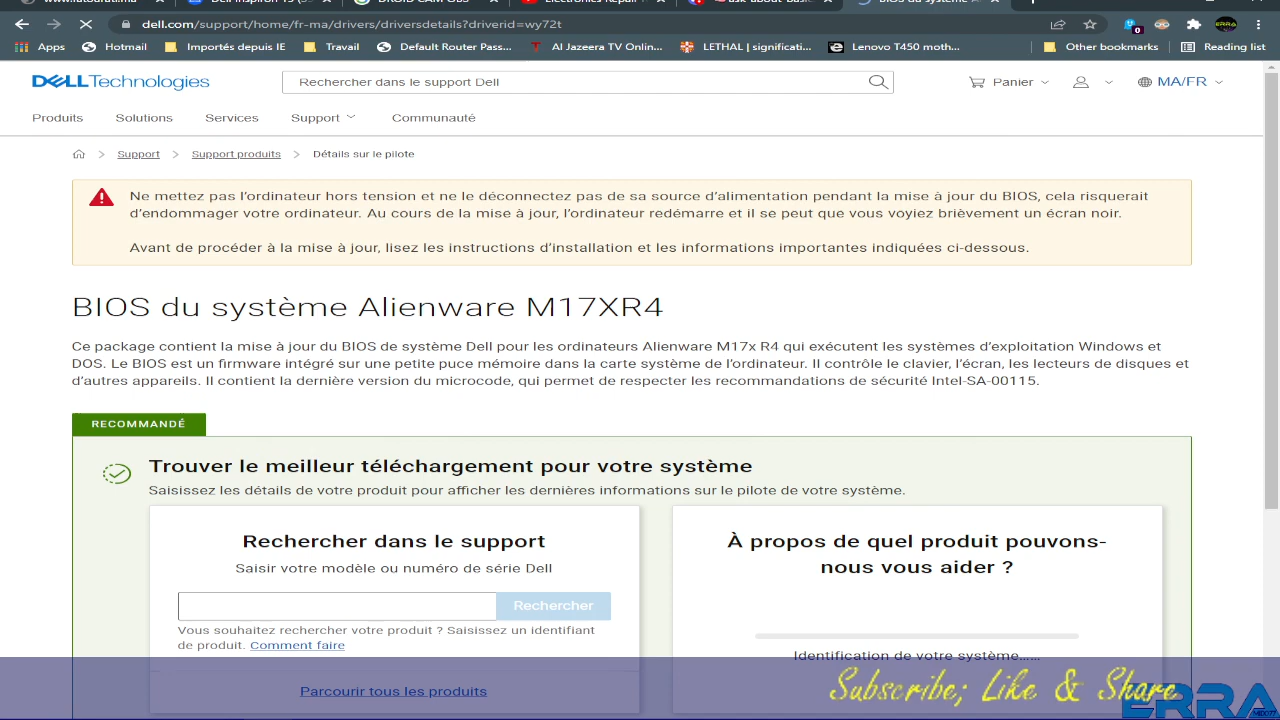 DROID CAM OBS
dell.com/support/home/fr-ma/drivers/driversdetails?driverid=wy72t
0
Apps
Hotmail
Importés depuis IE
Travail
Default Router Pass...
Al Jazeera TV Onlin...
LETHAL | significati...
Lenovo T450 moth...
Other bookmarks
Reading list
DELLTechnologies
Rechercher dans le support Dell
Panier
MA/FR
Produits
Solutions
Services
Support
Communauté
Support
Support produits
Détails sur le pilote
Ne mettez pas l’ordinateur hors tension et ne le déconnectez pas de sa source d’alimentation pendant la mise à jour du BIOS, cela risquerait
d’endommager votre ordinateur. Au cours de la mise à jour, l’ordinateur redémarre et il se peut que vous voyiez brièvement un écran noir.
Avant de procéder à la mise à jour, lisez les instructions d’installation et les informations importantes indiquées ci-dessous.
BIOS du système Alienware M17XR4
Ce package contient la mise à jour du BIOS de système Dell pour les ordinateurs Alienware M17x R4 qui exécutent les systèmes d’exploitation Windows et
DOS. Le BIOS est un firmware intégré sur une petite puce mémoire dans la carte système de l’ordinateur. Il contrôle le clavier, l’écran, les lecteurs de disques et
d’autres appareils. Il contient la dernière version du microcode, qui permet de respecter les recommandations de sécurité Intel-SA-00115.
RECOMMANDÉ
Trouver le meilleur téléchargement pour votre système
Saisissez les détails de votre produit pour afficher les dernières informations sur le pilote de votre système.
Rechercher dans le support
Saisir votre modèle ou numéro de série Dell
Rechercher
Vous souhaitez rechercher votre produit ? Saisissez un identifiant
de produit. Comment faire
Parcourir tous les produits
À propos de quel produit pouvons-
nous vous aider ?
Identification de votre système......
Subscribe; Like & Share
ERRA